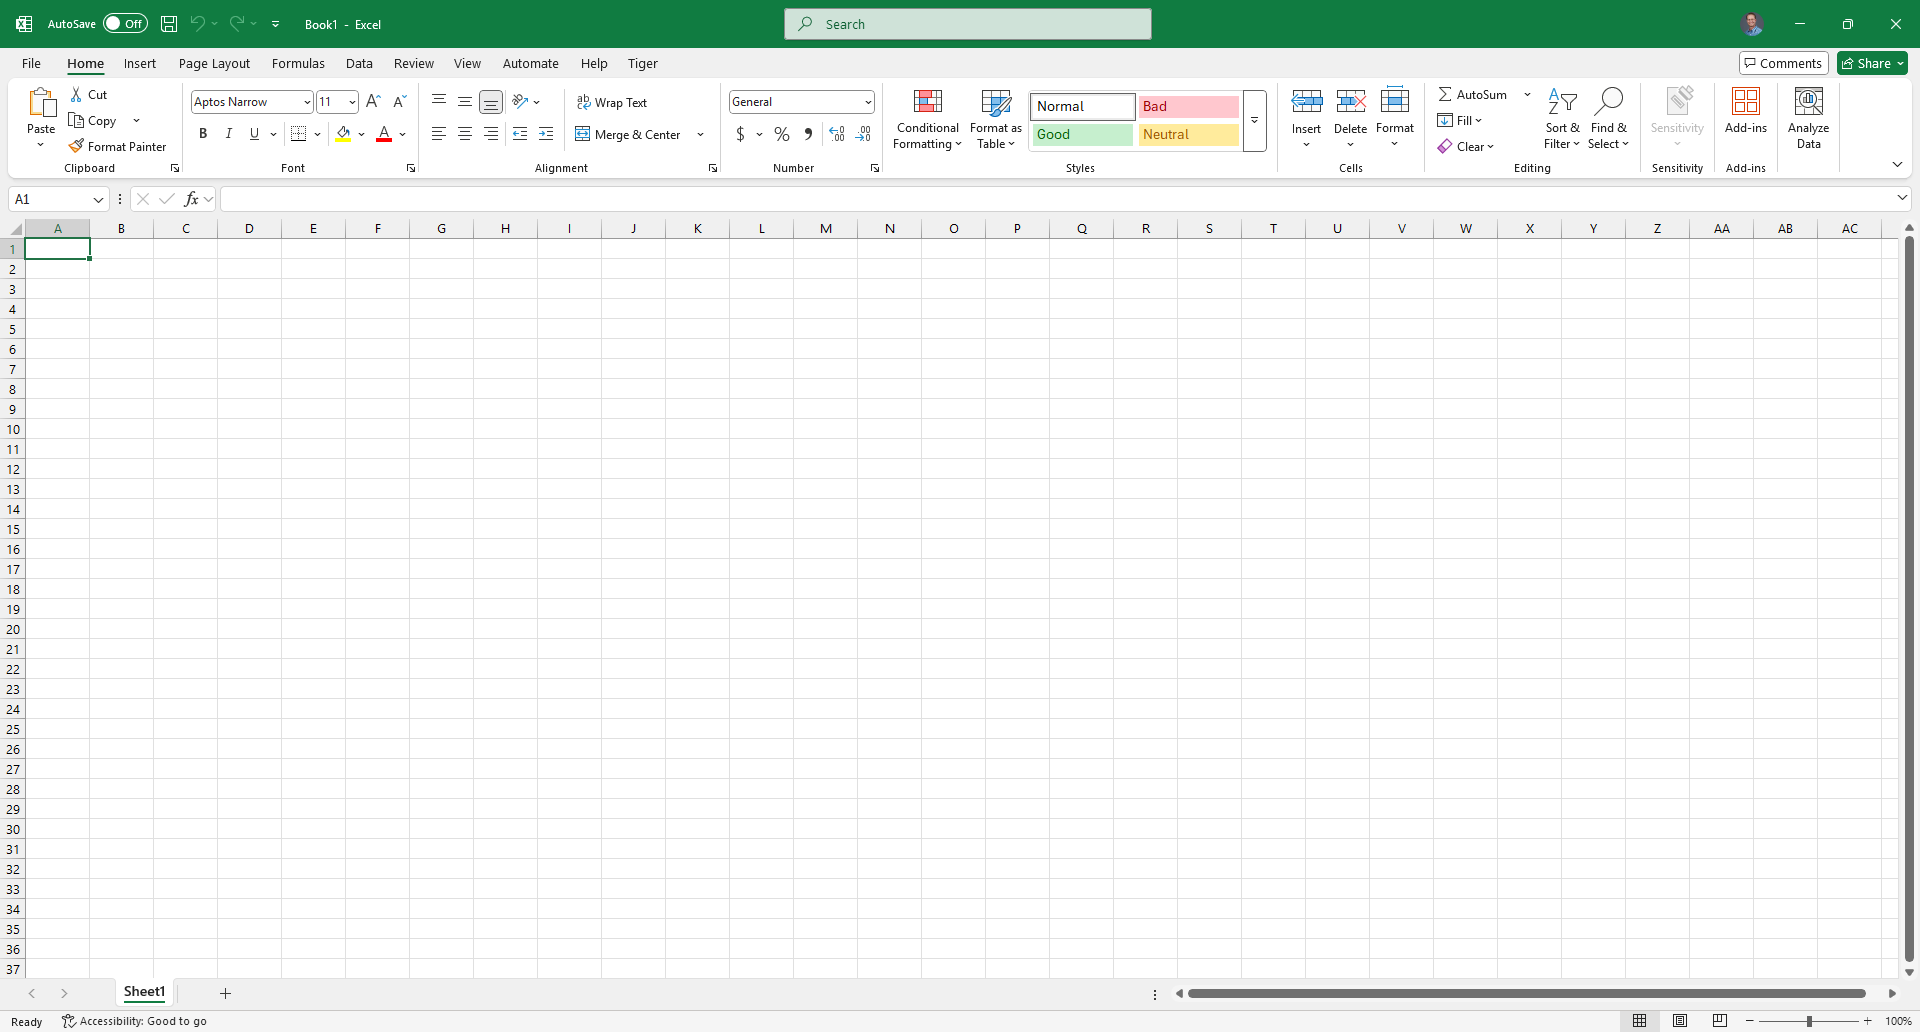 AutoSave Off Book1 - Excel Search
File Home Insert Page Layout Formulas Data Review View Automate Help Tiger Comments Share
Paste Cut Copy Format Painter Clipboard
Aptos Narrow 11 B I U A Font
Wrap Text Merge & Center Alignment
General $ % Number
Conditional Formatting Format as Table Normal Bad Good Neutral Styles
Insert Delete Format Cells
AutoSum Fill Clear Sort & Filter Find & Select Editing
Sensitivity Sensitivity
Add-ins Add-ins
Analyze Data
A1 fx
A B C D E F G H I J K L M N O P Q R S T U V W X Y Z AA AB AC
1
2
3
4
5
6
7
8
9
10
11
12
13
14
15
16
17
18
19
20
21
22
23
24
25
26
27
28
29
30
31
32
33
34
35
36
37
Sheet1
Ready Accessibility: Good to go 100%